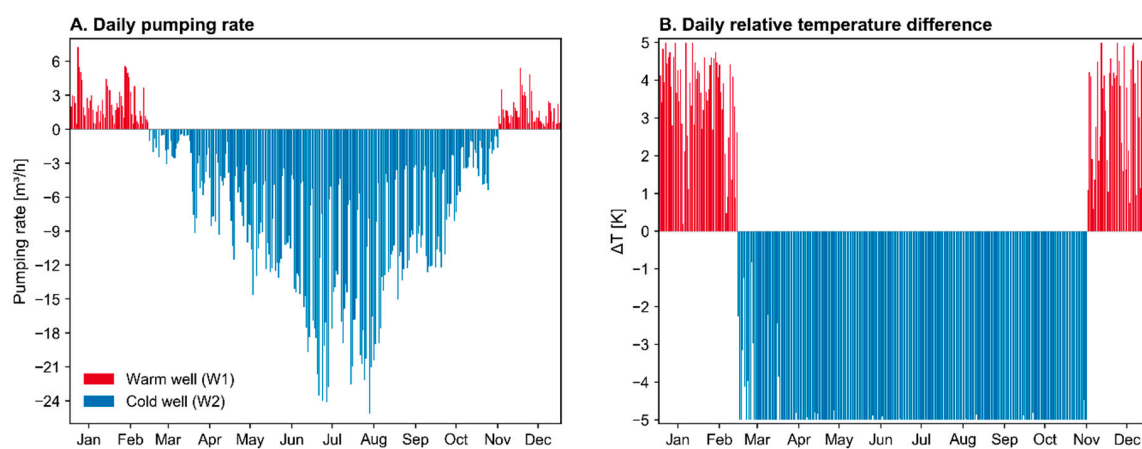 A. Daily pumping rate
Pumping rate [m³/h]
6
3
0
−3
−6
−9
−12
−15
−18
−21
−24
Warm well (W1)
Cold well (W2)
Jan Feb Mar Apr May Jun Jul Aug Sep Oct Nov Dec
B. Daily relative temperature difference
ΔT [K]
5
4
3
2
1
0
−1
−2
−3
−4
−5
Jan Feb Mar Apr May Jun Jul Aug Sep Oct Nov Dec